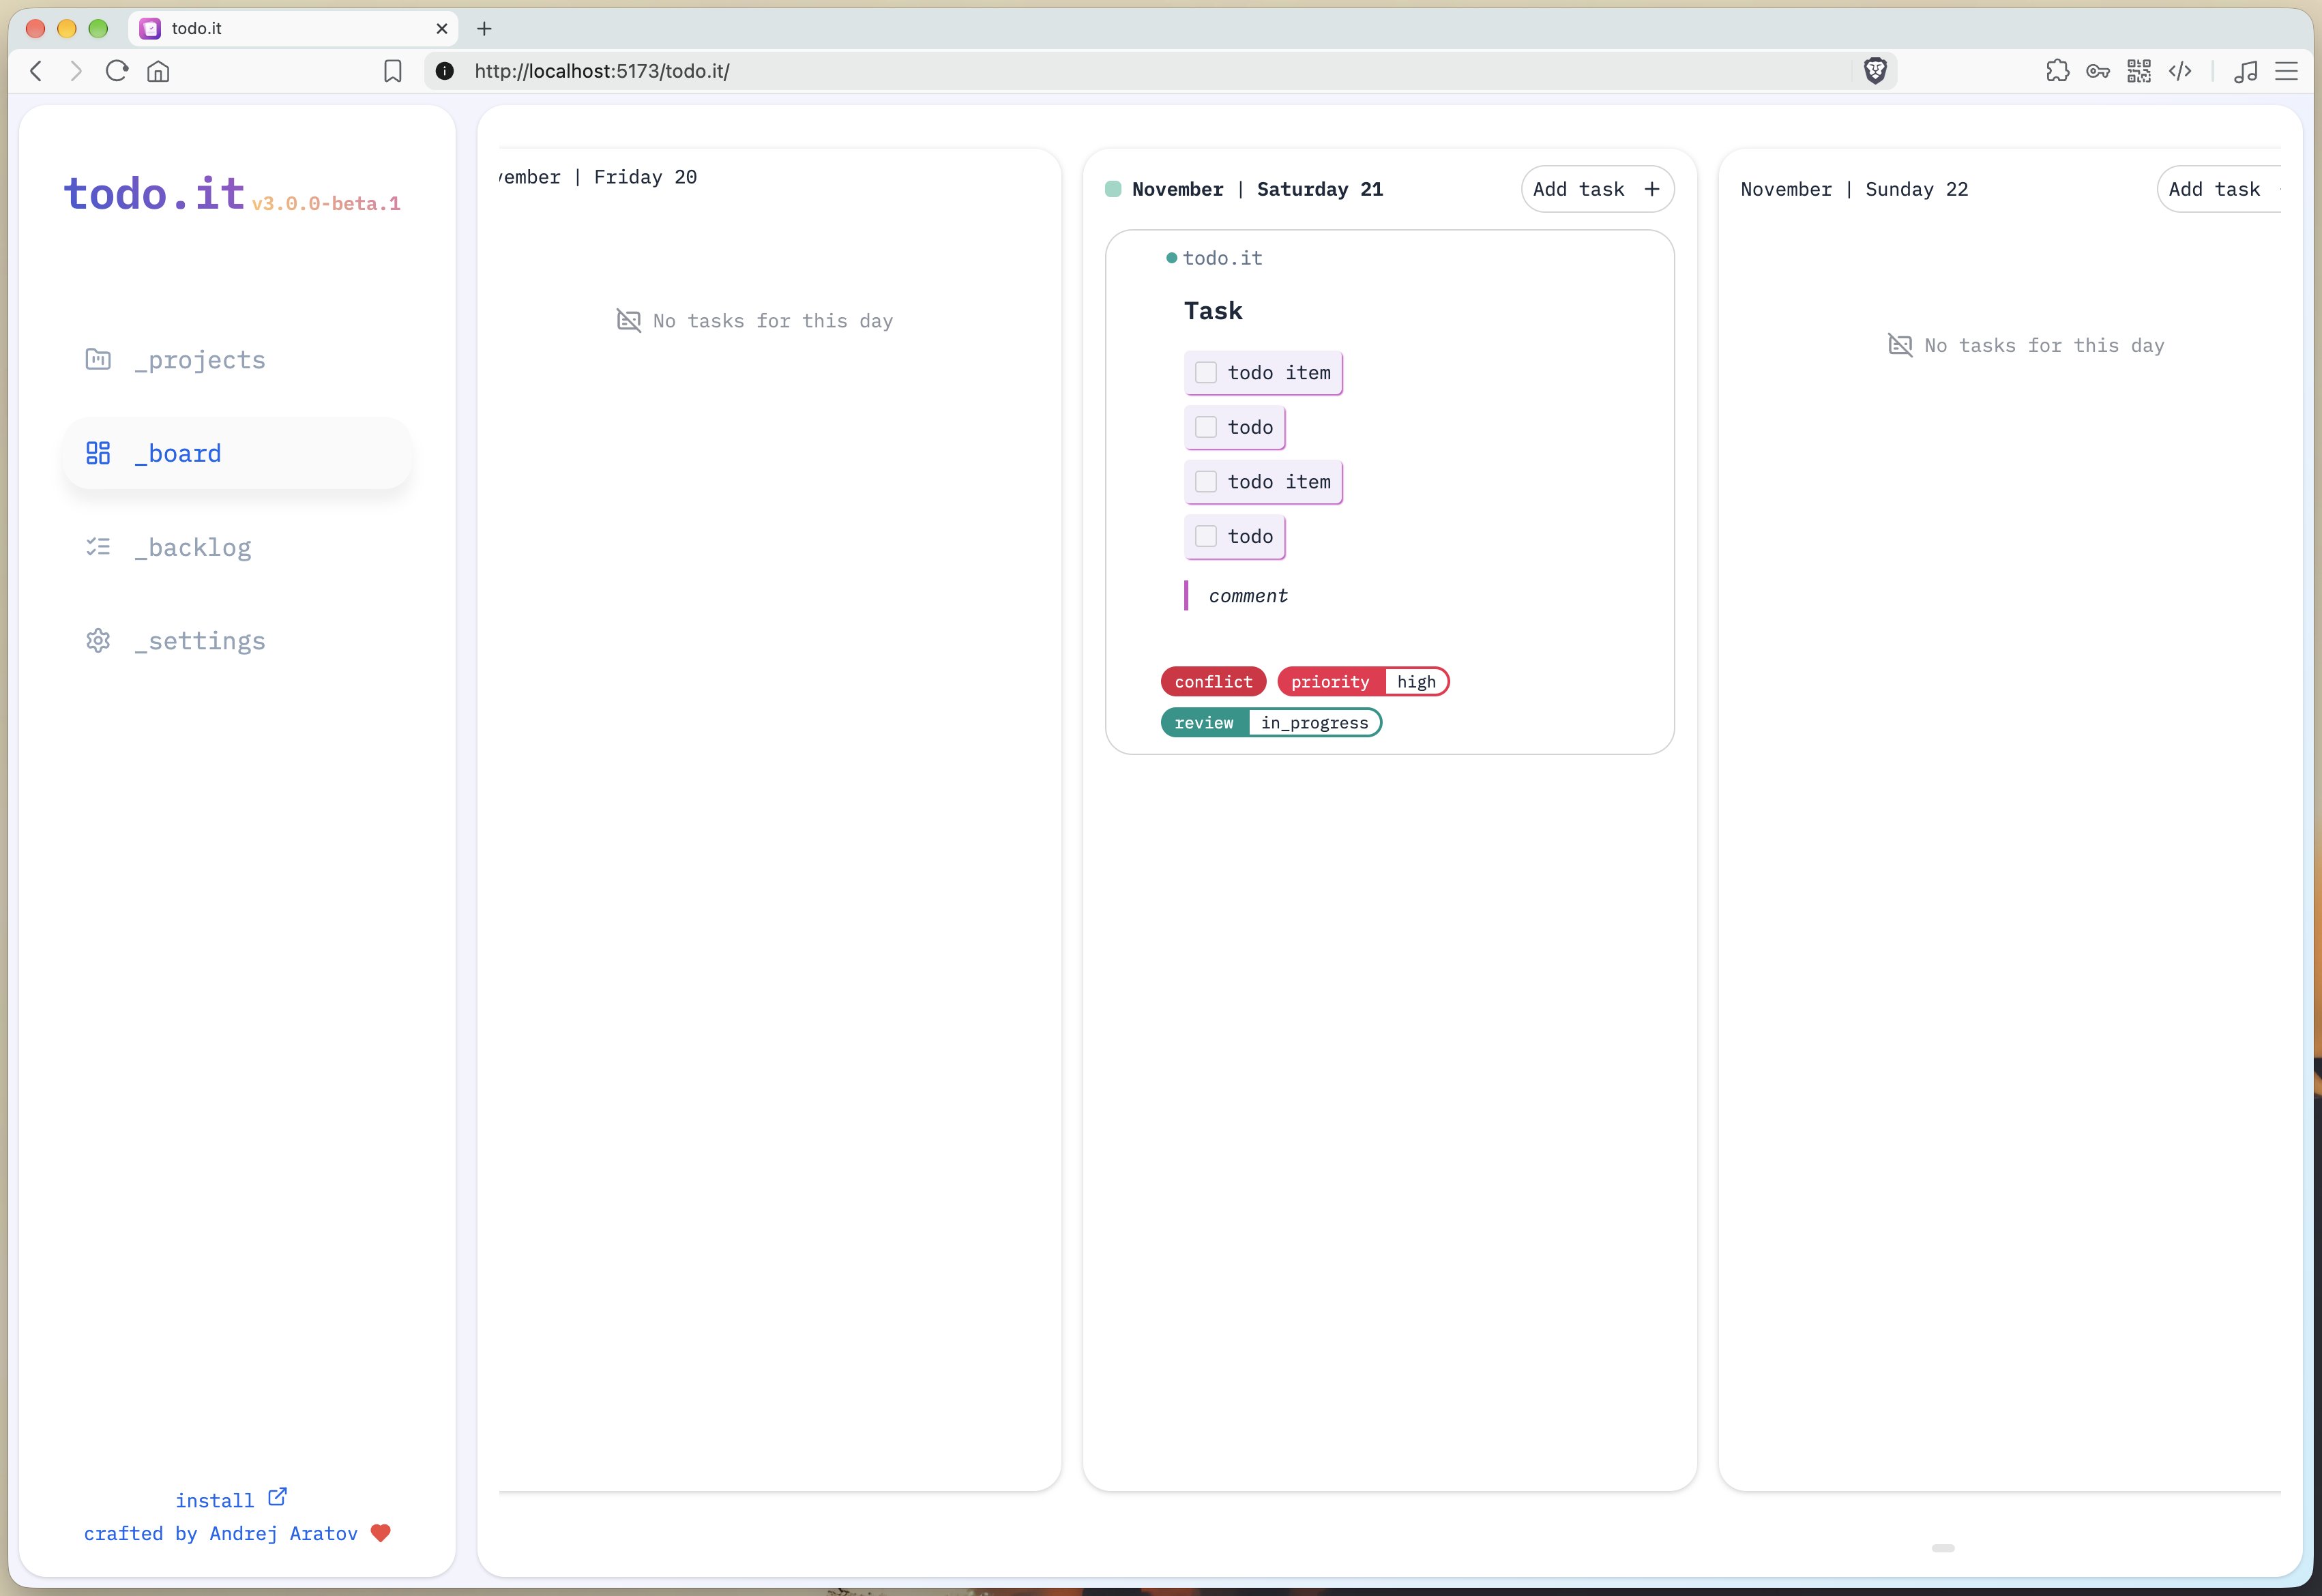 todo.it
http://localhost:5173/todo.it/
todo.it v3.0.0-beta.1
_projects
_board
_backlog
_settings
install
crafted by Andrej Aratov
vember | Friday 20
No tasks for this day
November | Saturday 21
Add task +
todo.it
Task
todo item
todo
todo item
todo
comment
conflict
priority high
review in_progress
November | Sunday 22
Add task
No tasks for this day